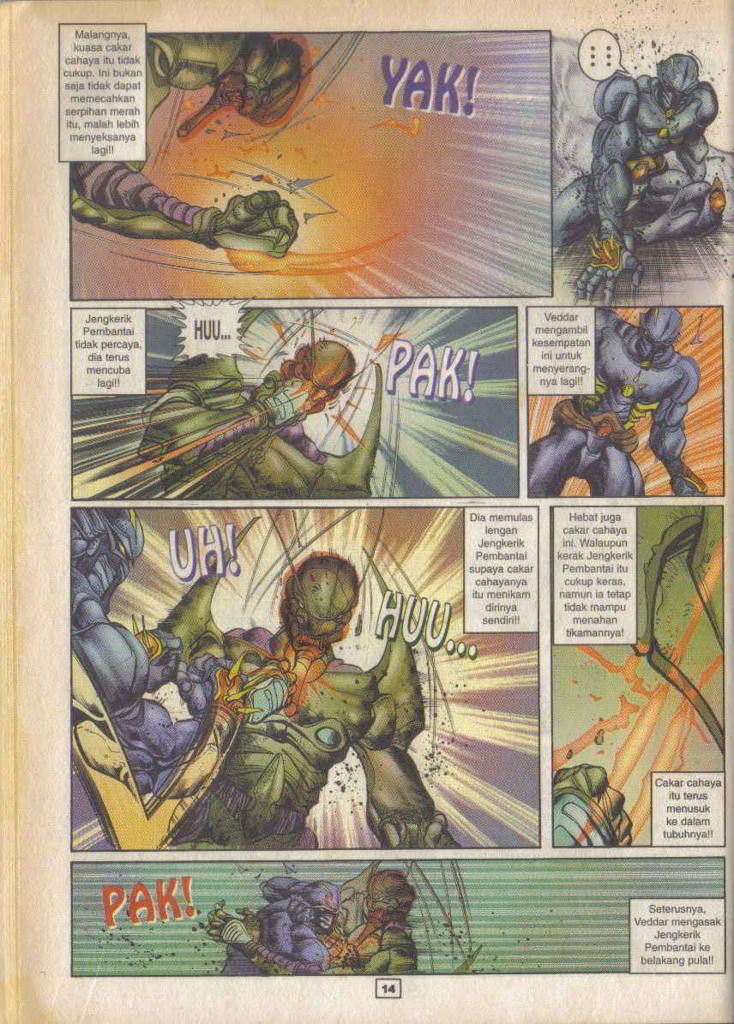 Malangnya,
kuasa cakar
cahaya itu tidak
cukup. Ini bukan
saja tidak dapat
memecahkan
serpihan merah
itu, malah lebih
menyeksanya
lagi!!
YAK!
Jengkerik
Pembantai
tidak percaya,
dia terus
mencuba
lagi!!
HUU...
PAK!
Veddar
mengambil
kesempatan
ini untuk
menyerang-
nya lagi!!
UH!
HUU...
Dia memulas
lengan
Jengkerik
Pembantai
supaya cakar
cahayanya
itu menikam
dirinya
sendiri!!
Hebat juga
cakar cahaya
ini. Walaupun
kerak Jengkerik
Pembantai itu
cukup keras,
namun ia tetap
tidak mampu
menahan
tikamannya!
Cakar cahaya
itu terus
menusuk
ke dalam
tubuhnya!!
PAK!
Seterusnya,
Veddar mengasak
Jengkerik
Pembantai ke
belakang pula!!
14